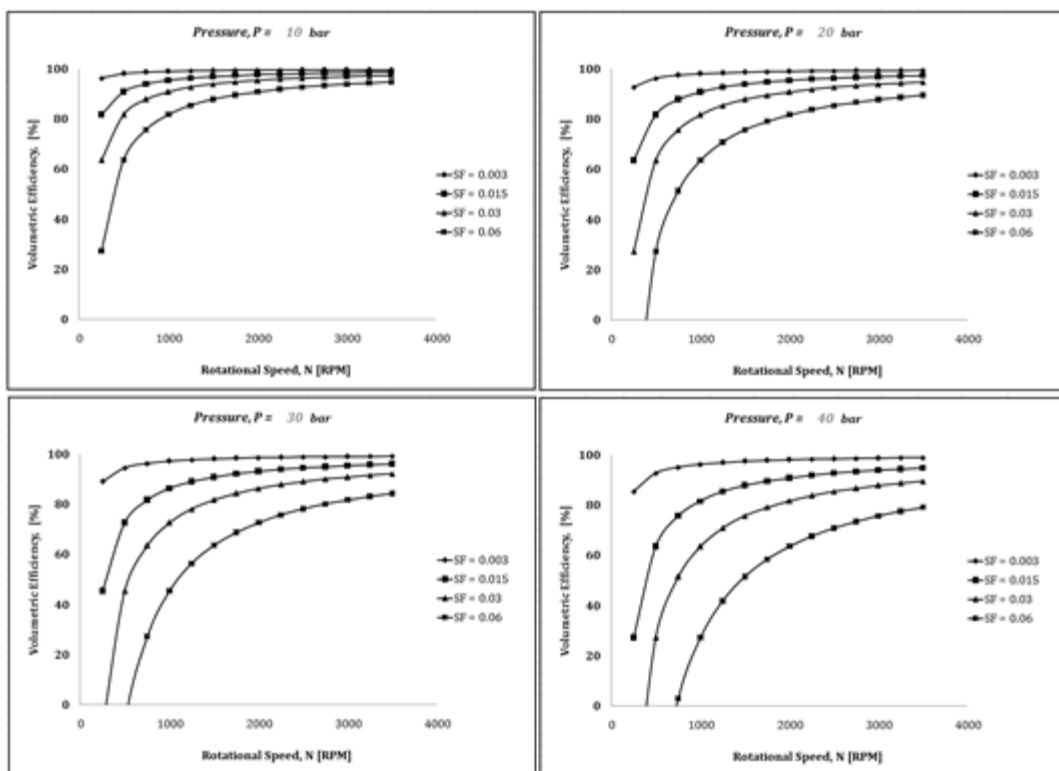 Pressure, P = 10 bar
100
80
60
40
20
0
0 1000 2000 3000 4000
Volumetric Efficiency, [%]
Rotational Speed, N [RPM]
SF = 0.003
SF = 0.015
SF = 0.03
SF = 0.06
Pressure, P = 20 bar
100
80
60
40
20
0
0 1000 2000 3000 4000
Volumetric Efficiency, [%]
Rotational Speed, N [RPM]
SF = 0.003
SF = 0.015
SF = 0.03
SF = 0.06
Pressure, P = 30 bar
100
80
60
40
20
0
0 1000 2000 3000 4000
Volumetric Efficiency, [%]
Rotational Speed, N [RPM]
SF = 0.003
SF = 0.015
SF = 0.03
SF = 0.06
Pressure, P = 40 bar
100
80
60
40
20
0
0 1000 2000 3000 4000
Volumetric Efficiency, [%]
Rotational Speed, N [RPM]
SF = 0.003
SF = 0.015
SF = 0.03
SF = 0.06